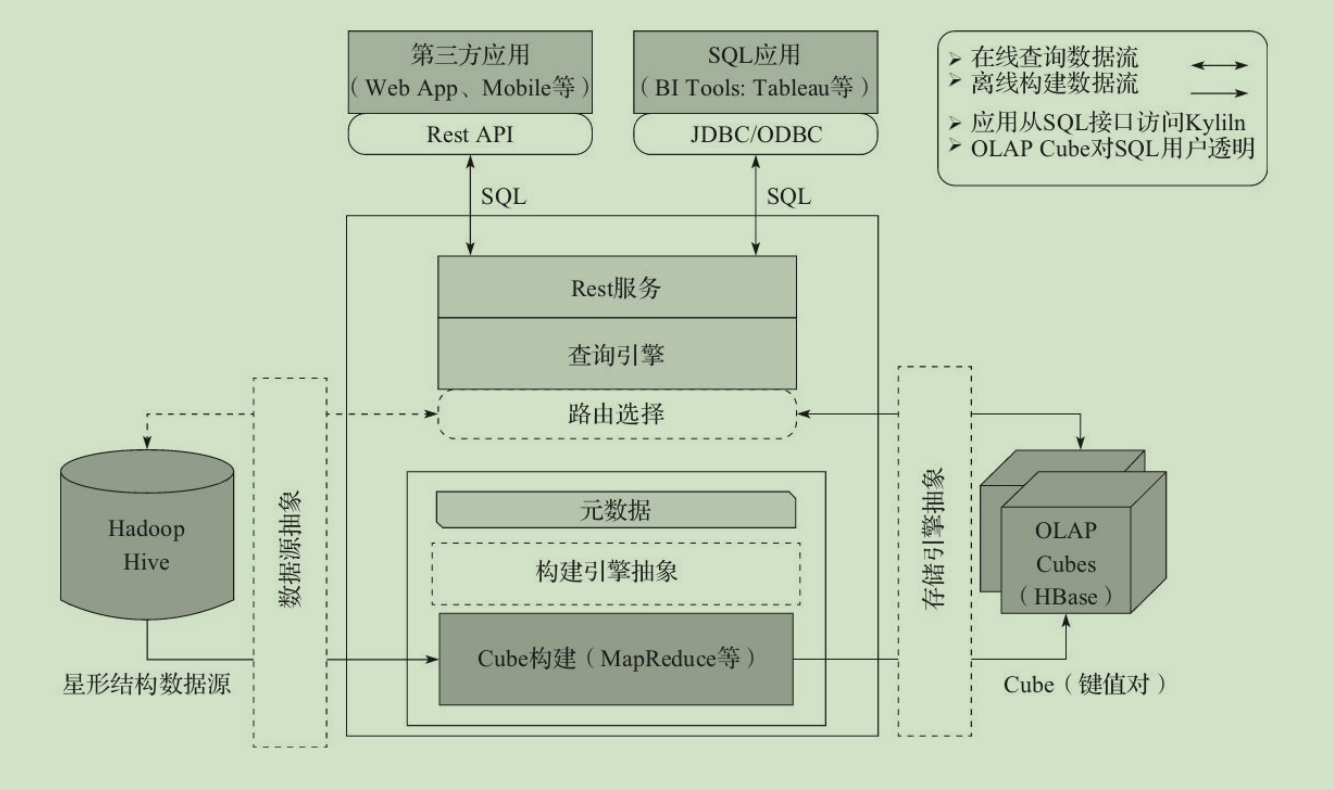 第三方应用
（Web App、Mobile等）
Rest API
SQL应用
（BI Tools: Tableau等）
JDBC/ODBC
➢ 在线查询数据流
➢ 离线构建数据流
➢ 应用从SQL接口访问Kyliln
➢ OLAP Cube对SQL用户透明
SQL
SQL
Rest服务
查询引擎
路由选择
Hadoop
Hive
星形结构数据源
数据源抽象
元数据
构建引擎抽象
Cube构建（MapReduce等）
存储引擎抽象
OLAP
Cubes
（HBase）
Cube（键值对）